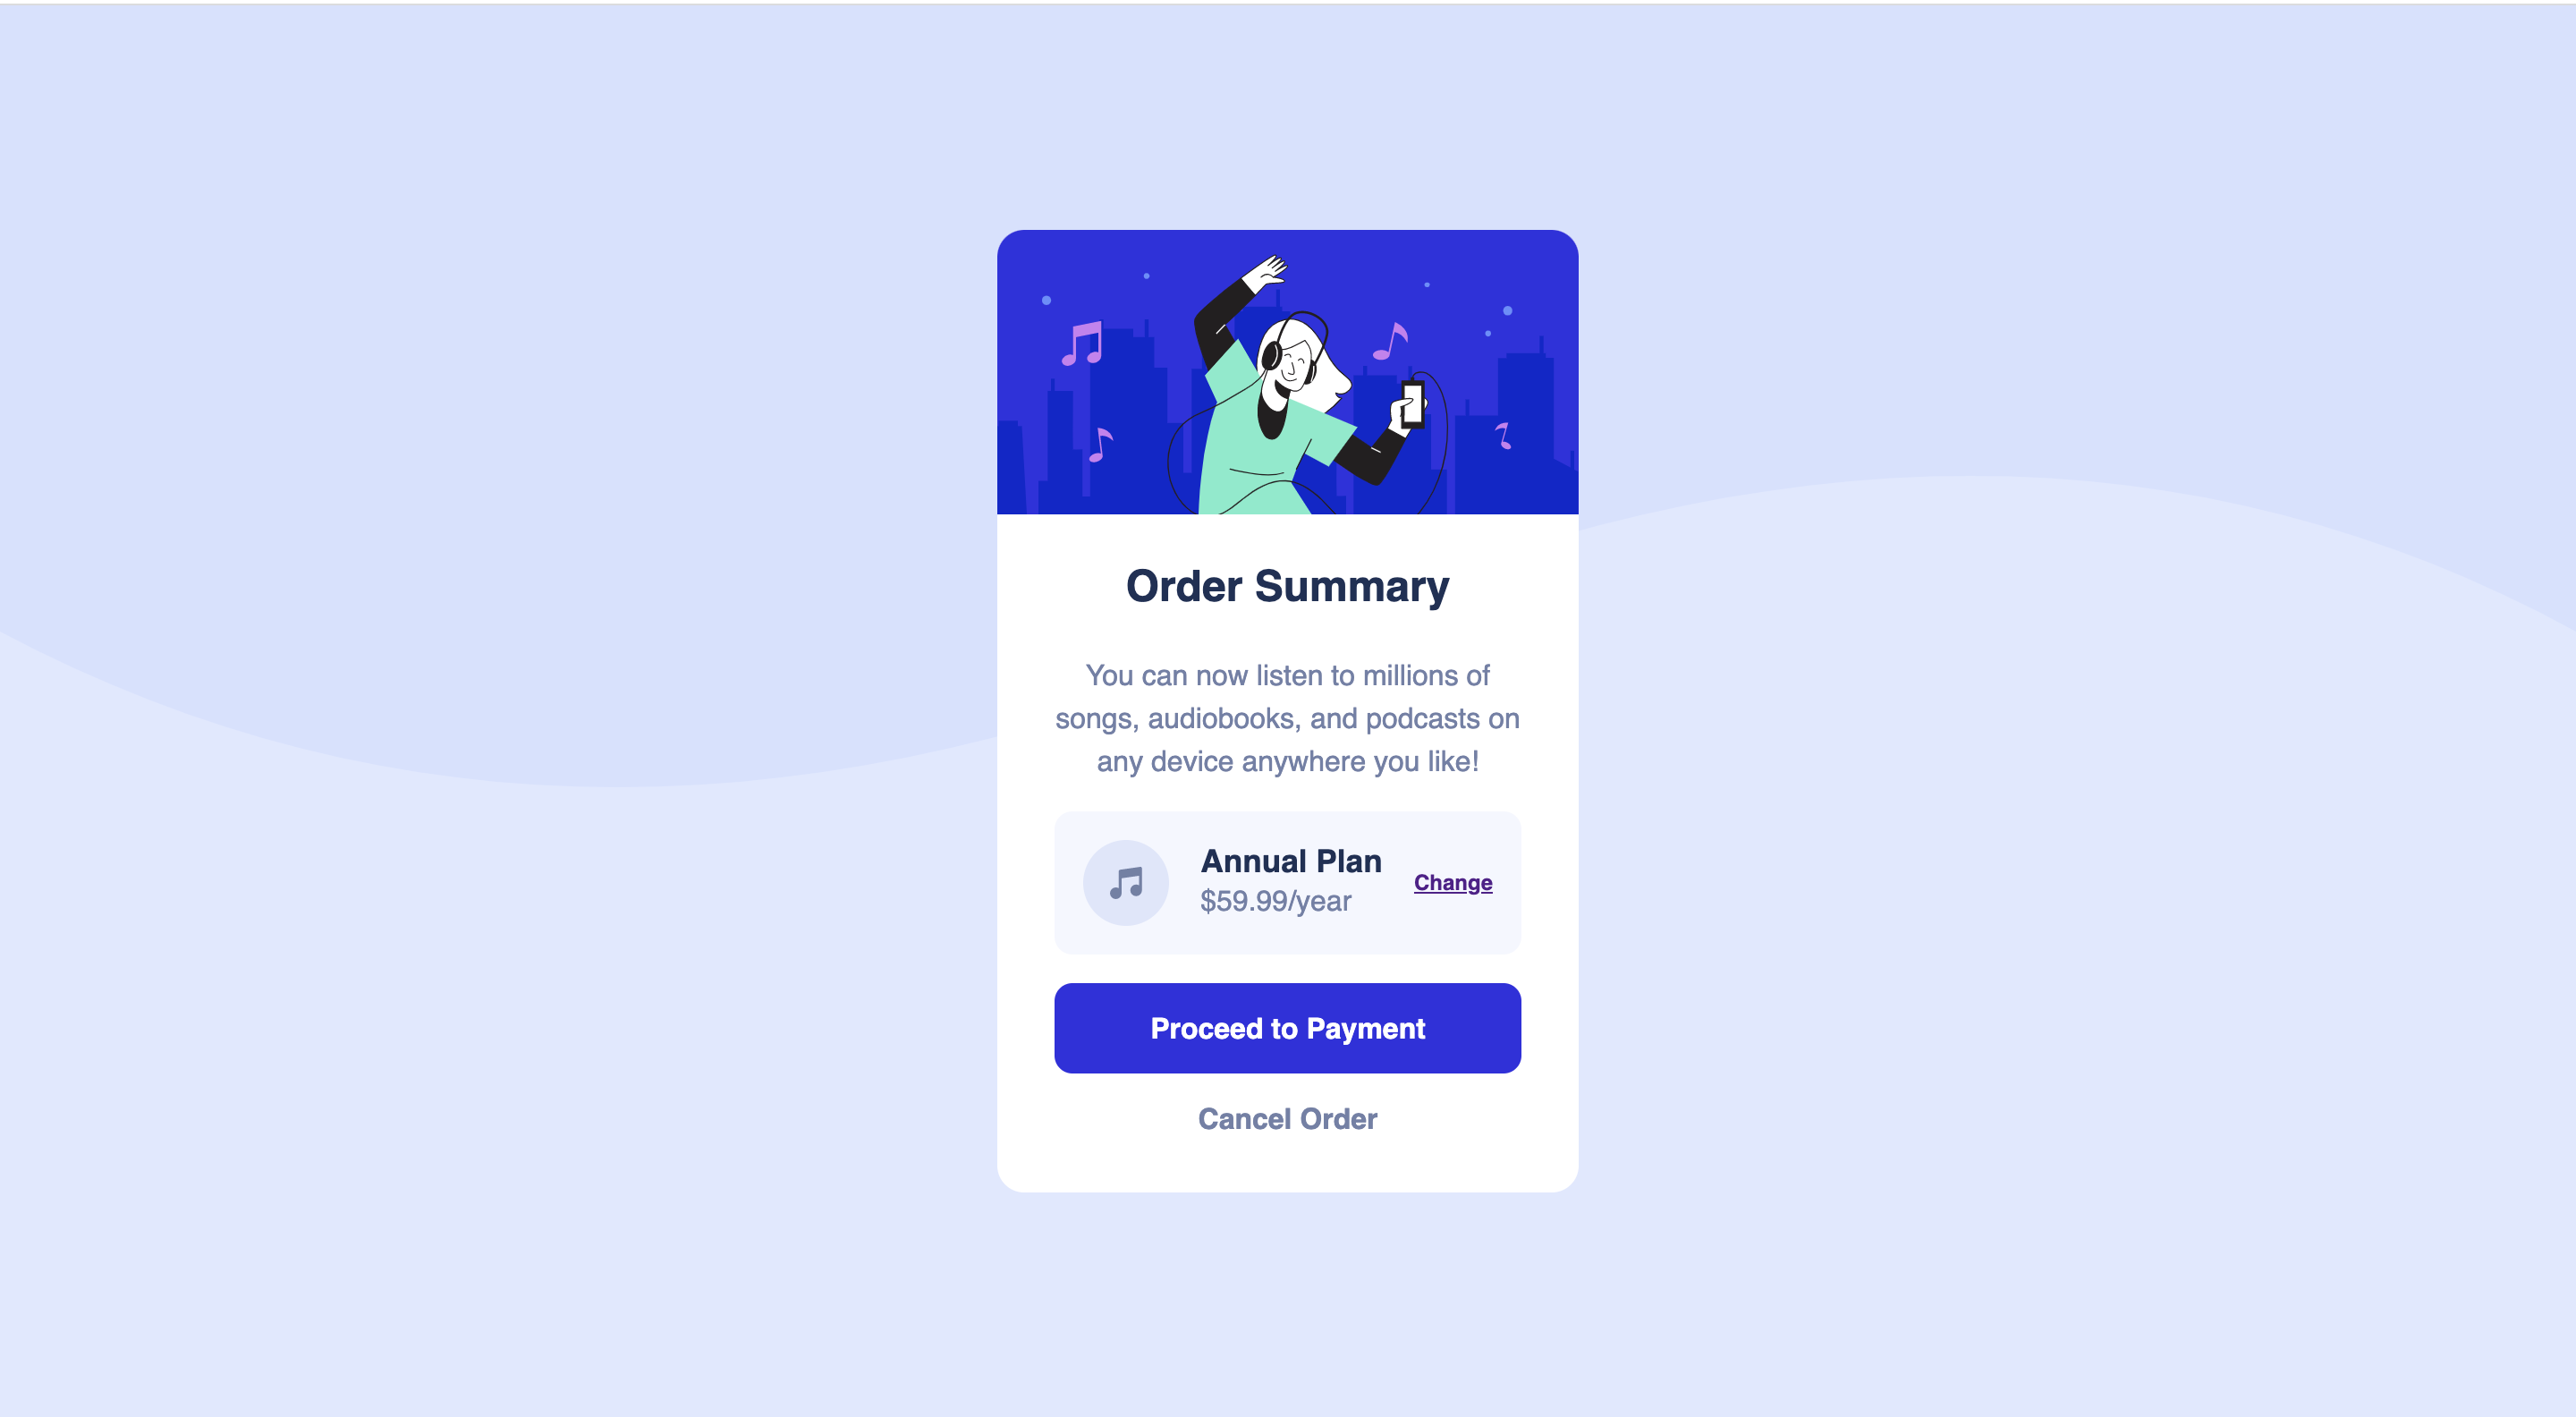 Order Summary
You can now listen to millions of
songs, audiobooks, and podcasts on
any device anywhere you like!
Annual Plan
$59.99/year
Change
Proceed to Payment
Cancel Order